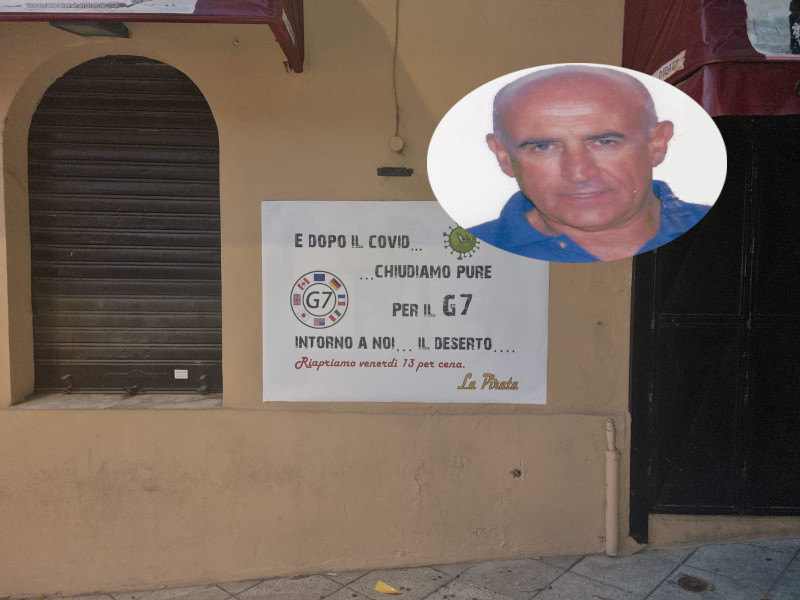 E DOPO IL COVID...
...CHIUDIAMO PURE
G7
PER IL G7
INTORNO A NOI... IL DESERTO....
Riapriamo venerdì 13 per cena.
La Pirata